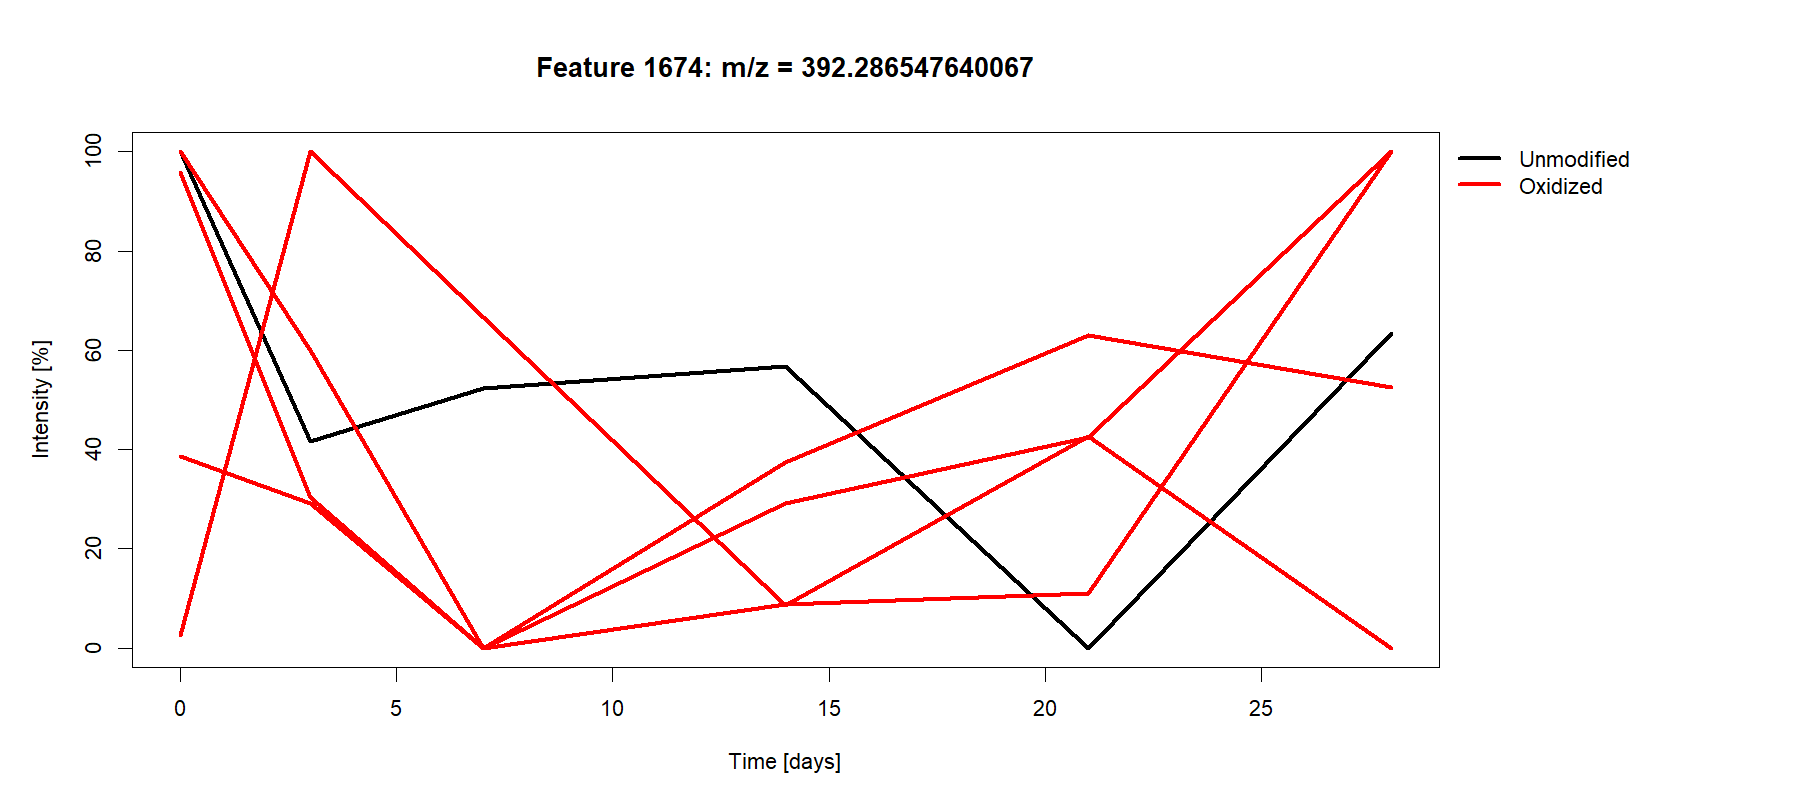 Feature 1674: m/z = 392.286547640067
100
80
60
40
20
0
Intensity [%]
0 5 10 15 20 25
Time [days]
Unmodified
Oxidized